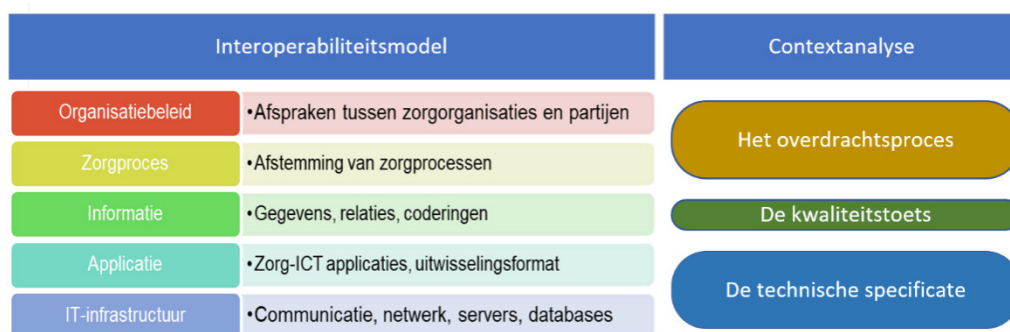 Interoperabiliteitsmodel
Contextanalyse
Organisatiebeleid
•Afspraken tussen zorgorganisaties en partijen
Zorgproces
•Afstemming van zorgprocessen
Het overdrachtsproces
Informatie
•Gegevens, relaties, coderingen
De kwaliteitstoets
Applicatie
•Zorg-ICT applicaties, uitwisselingsformat
IT-infrastructuur
•Communicatie, netwerk, servers, databases
De technische specificate